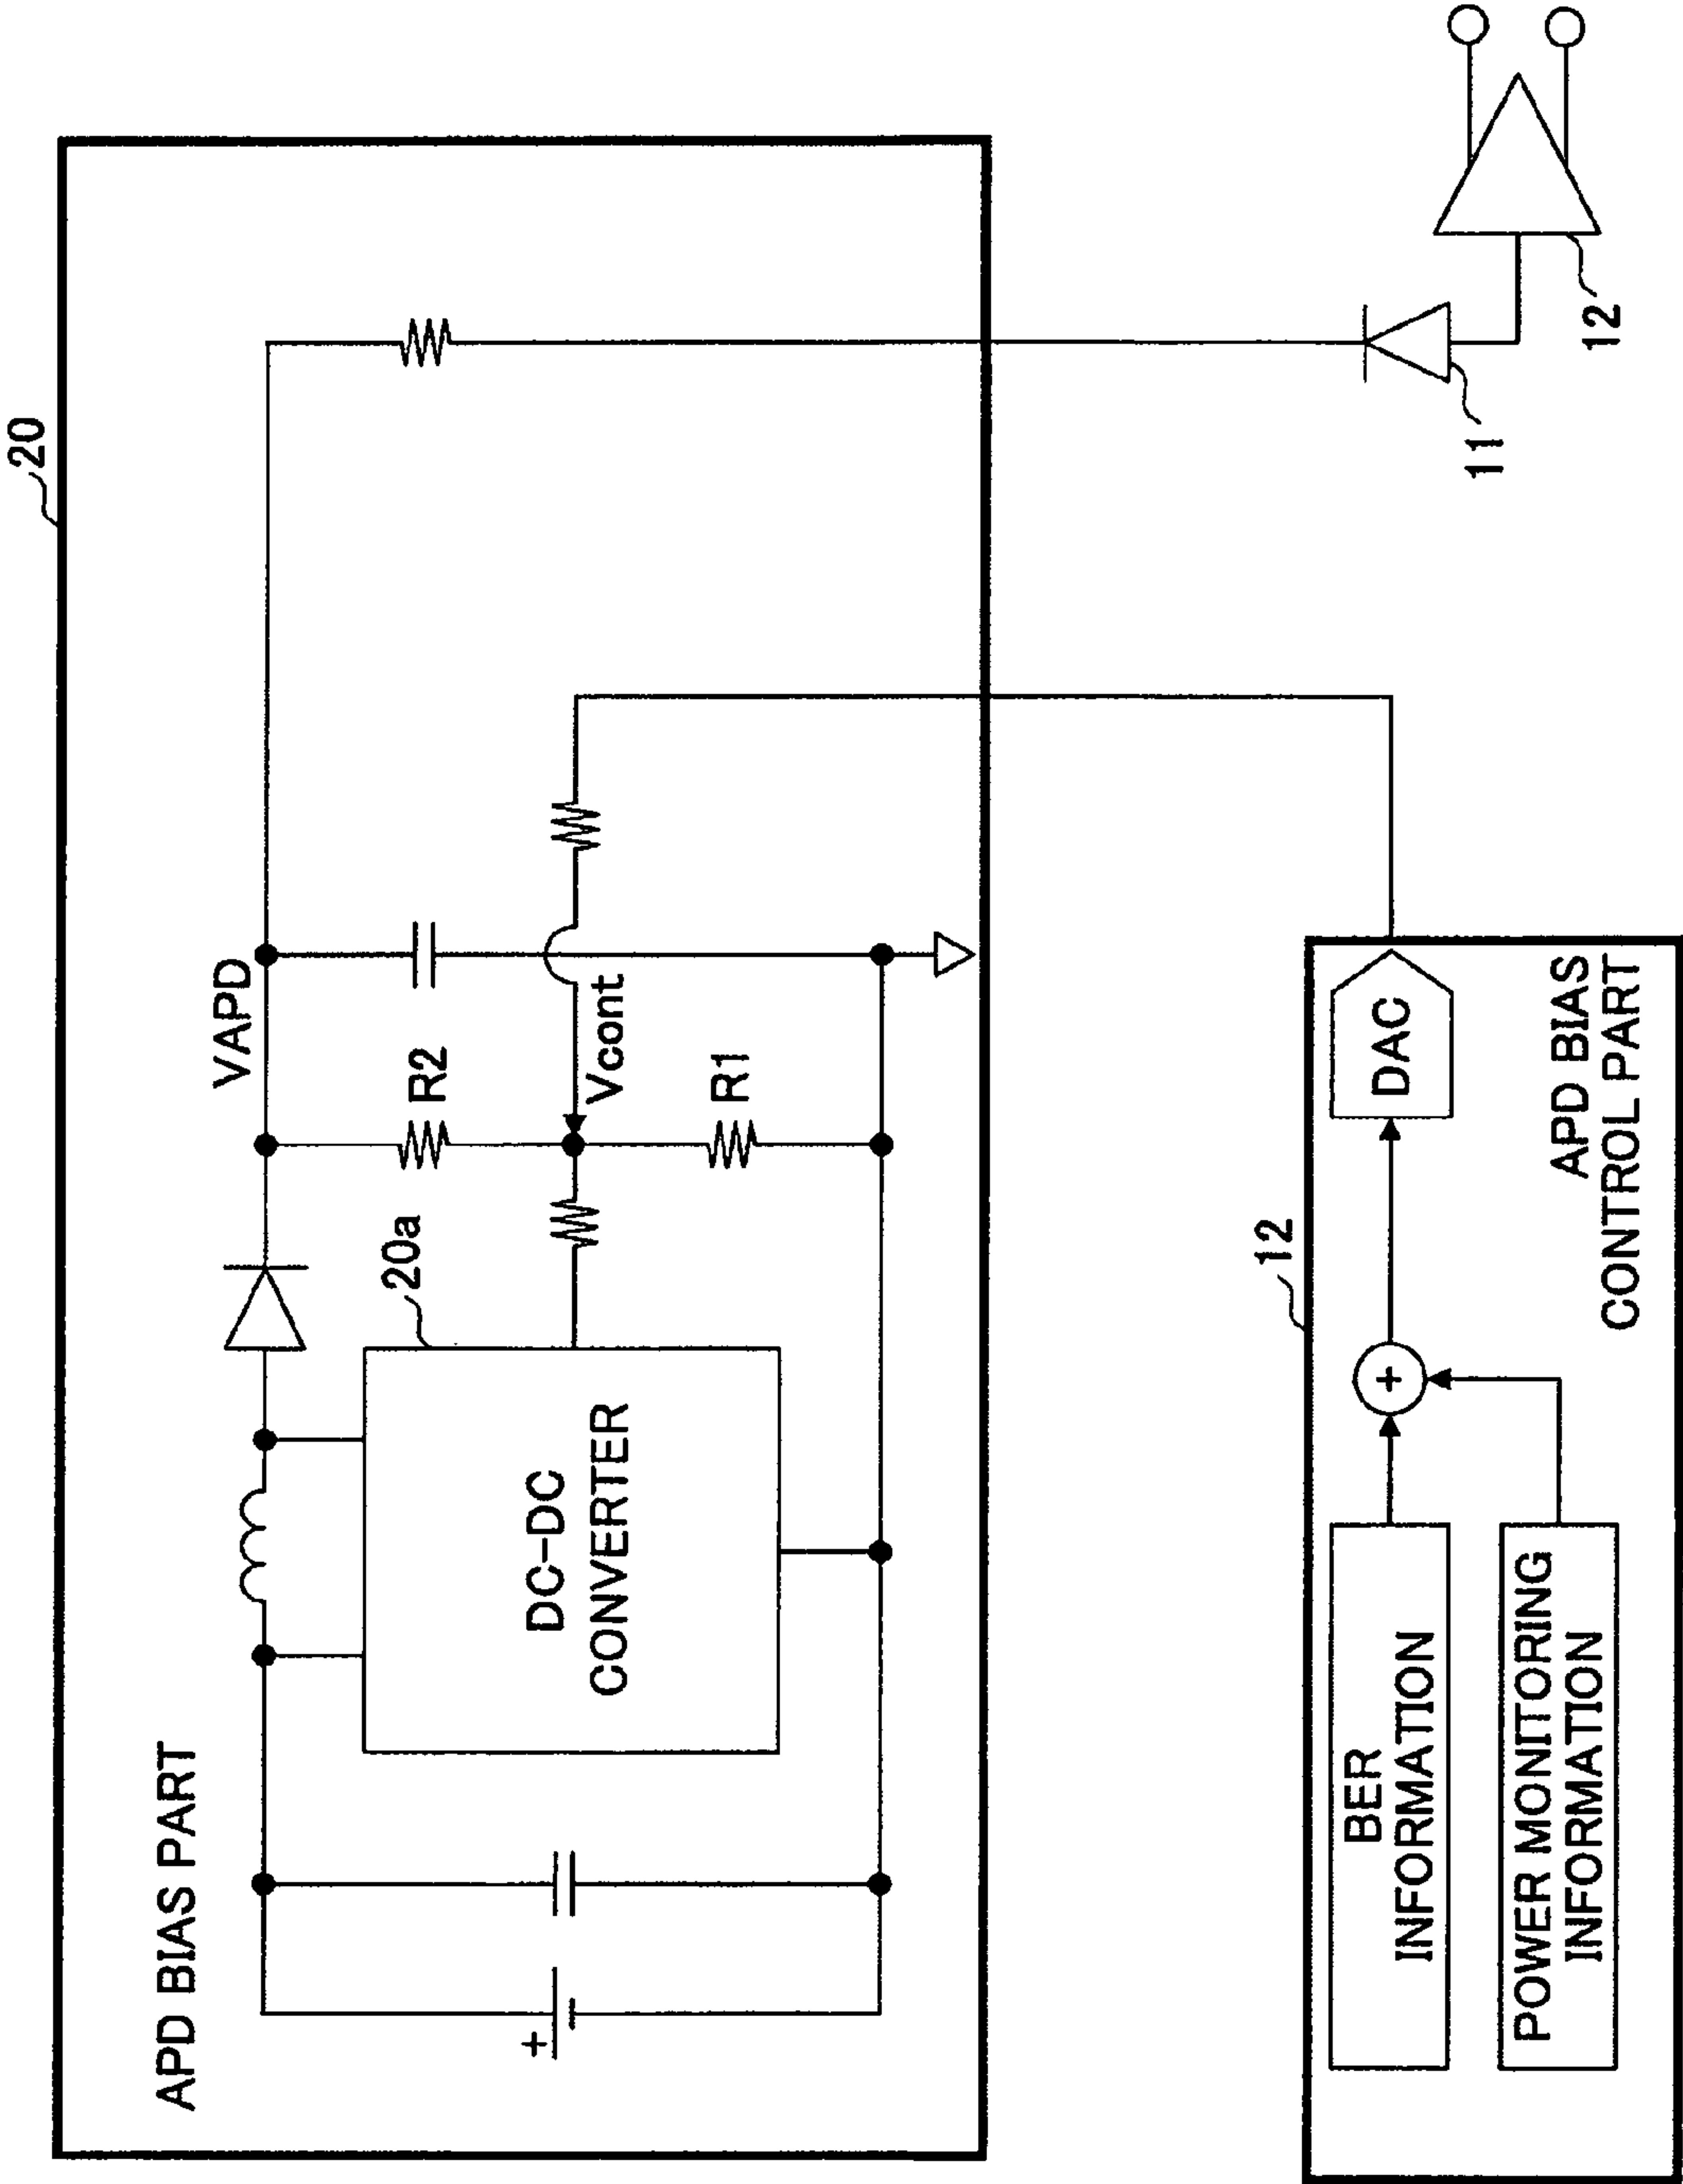 20
APD BIAS PART
VAPD
20a
R2
DC-DC
CONVERTER
Vcont
R1
+
11
12
12
BER
INFORMATION
+
DAC
POWER MONITORING
INFORMATION
APD BIAS
CONTROL PART